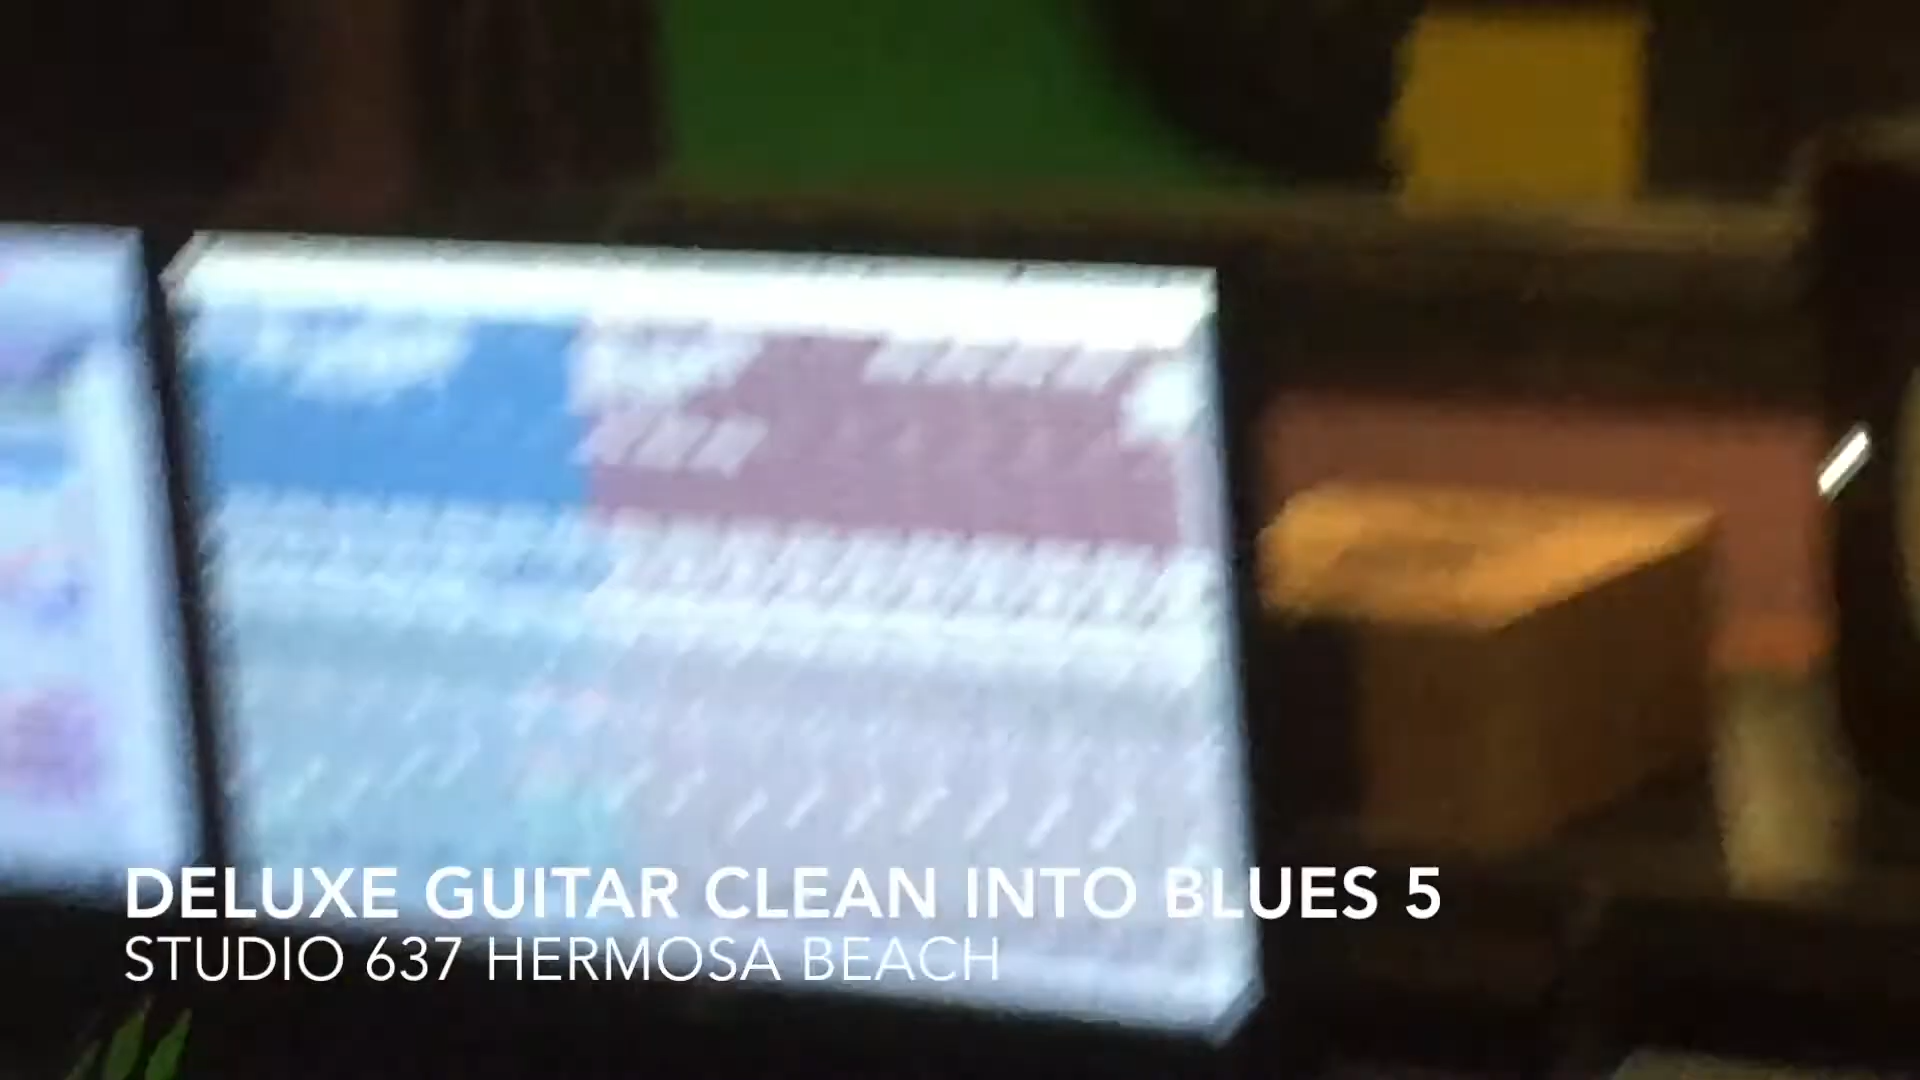 DELUXE GUITAR CLEAN INTO BLUES 5
STUDIO 637 HERMOSA BEACH